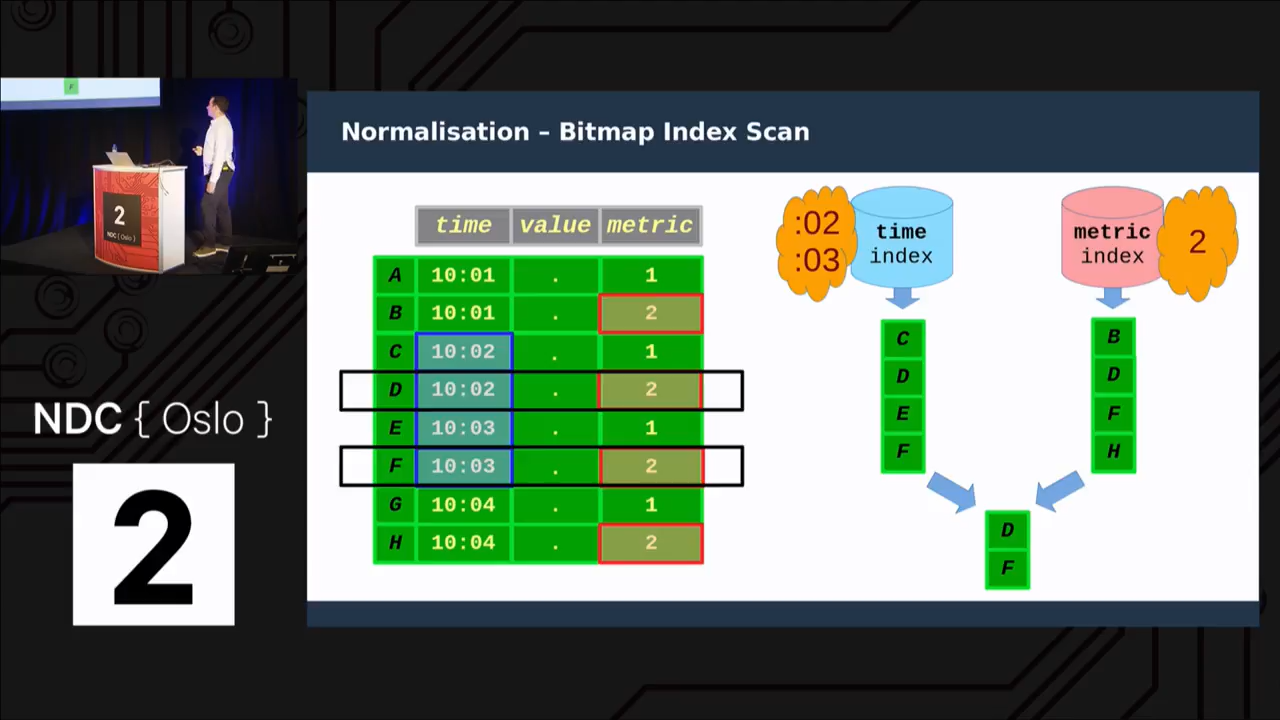 Normalisation – Bitmap Index Scan
time value metric
A 10:01 . 1
B 10:01 . 2
C 10:02 . 1
D 10:02 . 2
E 10:03 . 1
F 10:03 . 2
G 10:04 . 1
H 10:04 . 2
:02
:03
time
index
metric
index
2
C
D
E
F
B
D
F
H
D
F
F
2
NDC { Oslo }
NDC { Oslo }
2